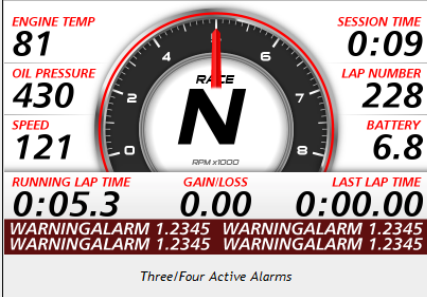 ENGINE TEMP
81
OIL PRESSURE
430
SPEED
121
SESSION TIME
0:09
LAP NUMBER
228
BATTERY
6.8
0 2 4 5 6 7 8
RACE
N
RPM x1000
RUNNING LAP TIME GAIN/LOSS LAST LAP TIME
0:05.3 0.00 0:00.00
WARNINGALARM 1.2345 WARNINGALARM 1.2345
WARNINGALARM 1.2345 WARNINGALARM 1.2345
Three/Four Active Alarms